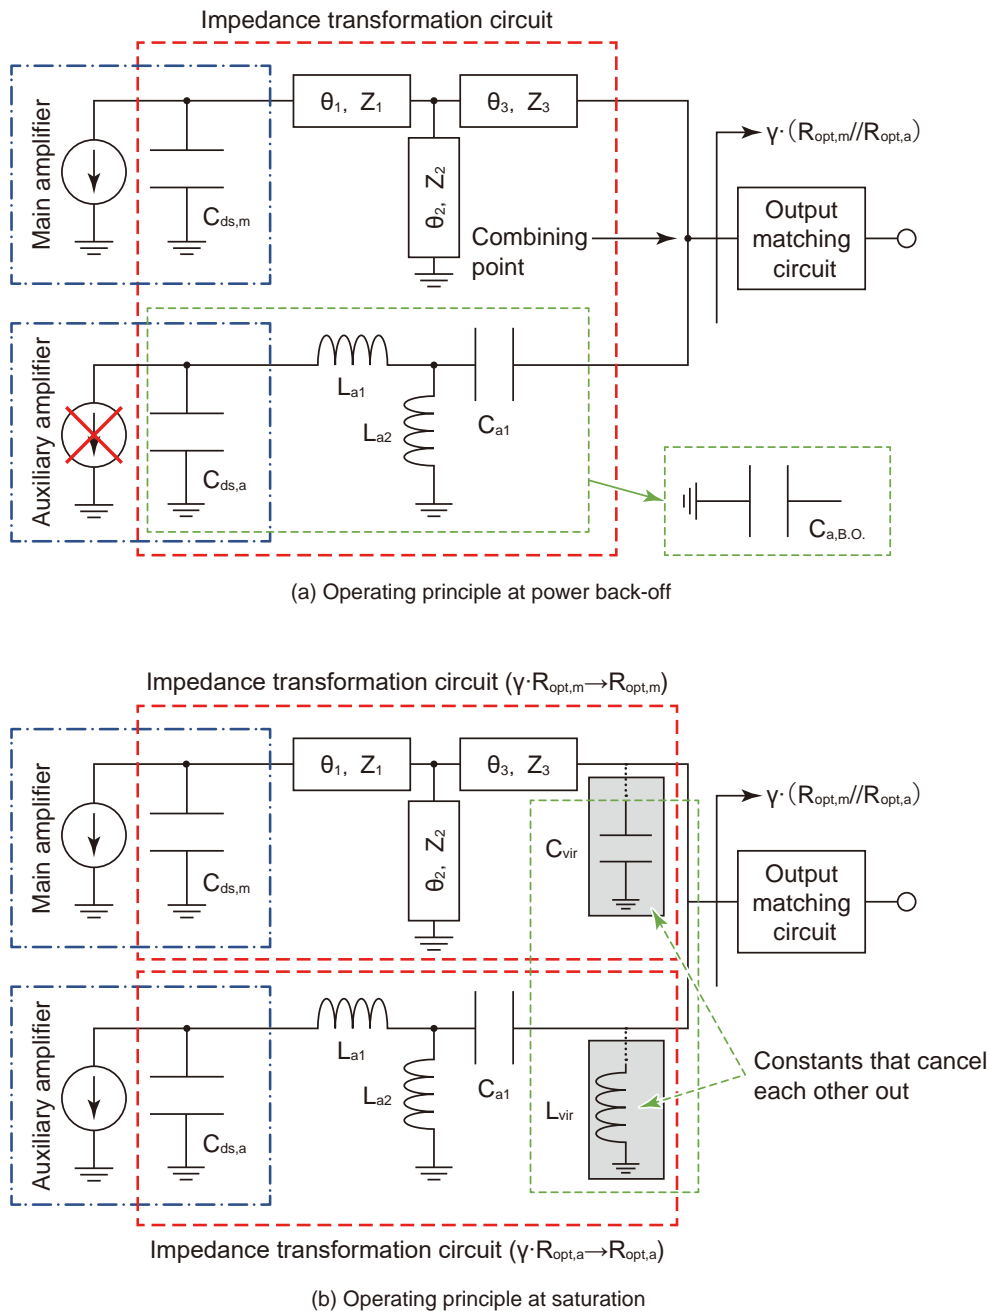 Impedance transformation circuit
Main amplifier
θ1, Z1
θ3, Z3
θ2, Z2
Cds,m
γ·(Ropt,m//Ropt,a)
Output
matching
circuit
Combining
point
Auxiliary amplifier
La1
La2
Ca1
Cds,a
Ca,B.O.
(a) Operating principle at power back-off
Impedance transformation circuit (γ·Ropt,m→Ropt,m)
Main amplifier
θ1, Z1
θ3, Z3
θ2, Z2
Cds,m
Cvir
γ·(Ropt,m//Ropt,a)
Output
matching
circuit
Auxiliary amplifier
La1
La2
Ca1
Cds,a
Lvir
Constants that cancel
each other out
Impedance transformation circuit (γ·Ropt,a→Ropt,a)
(b) Operating principle at saturation